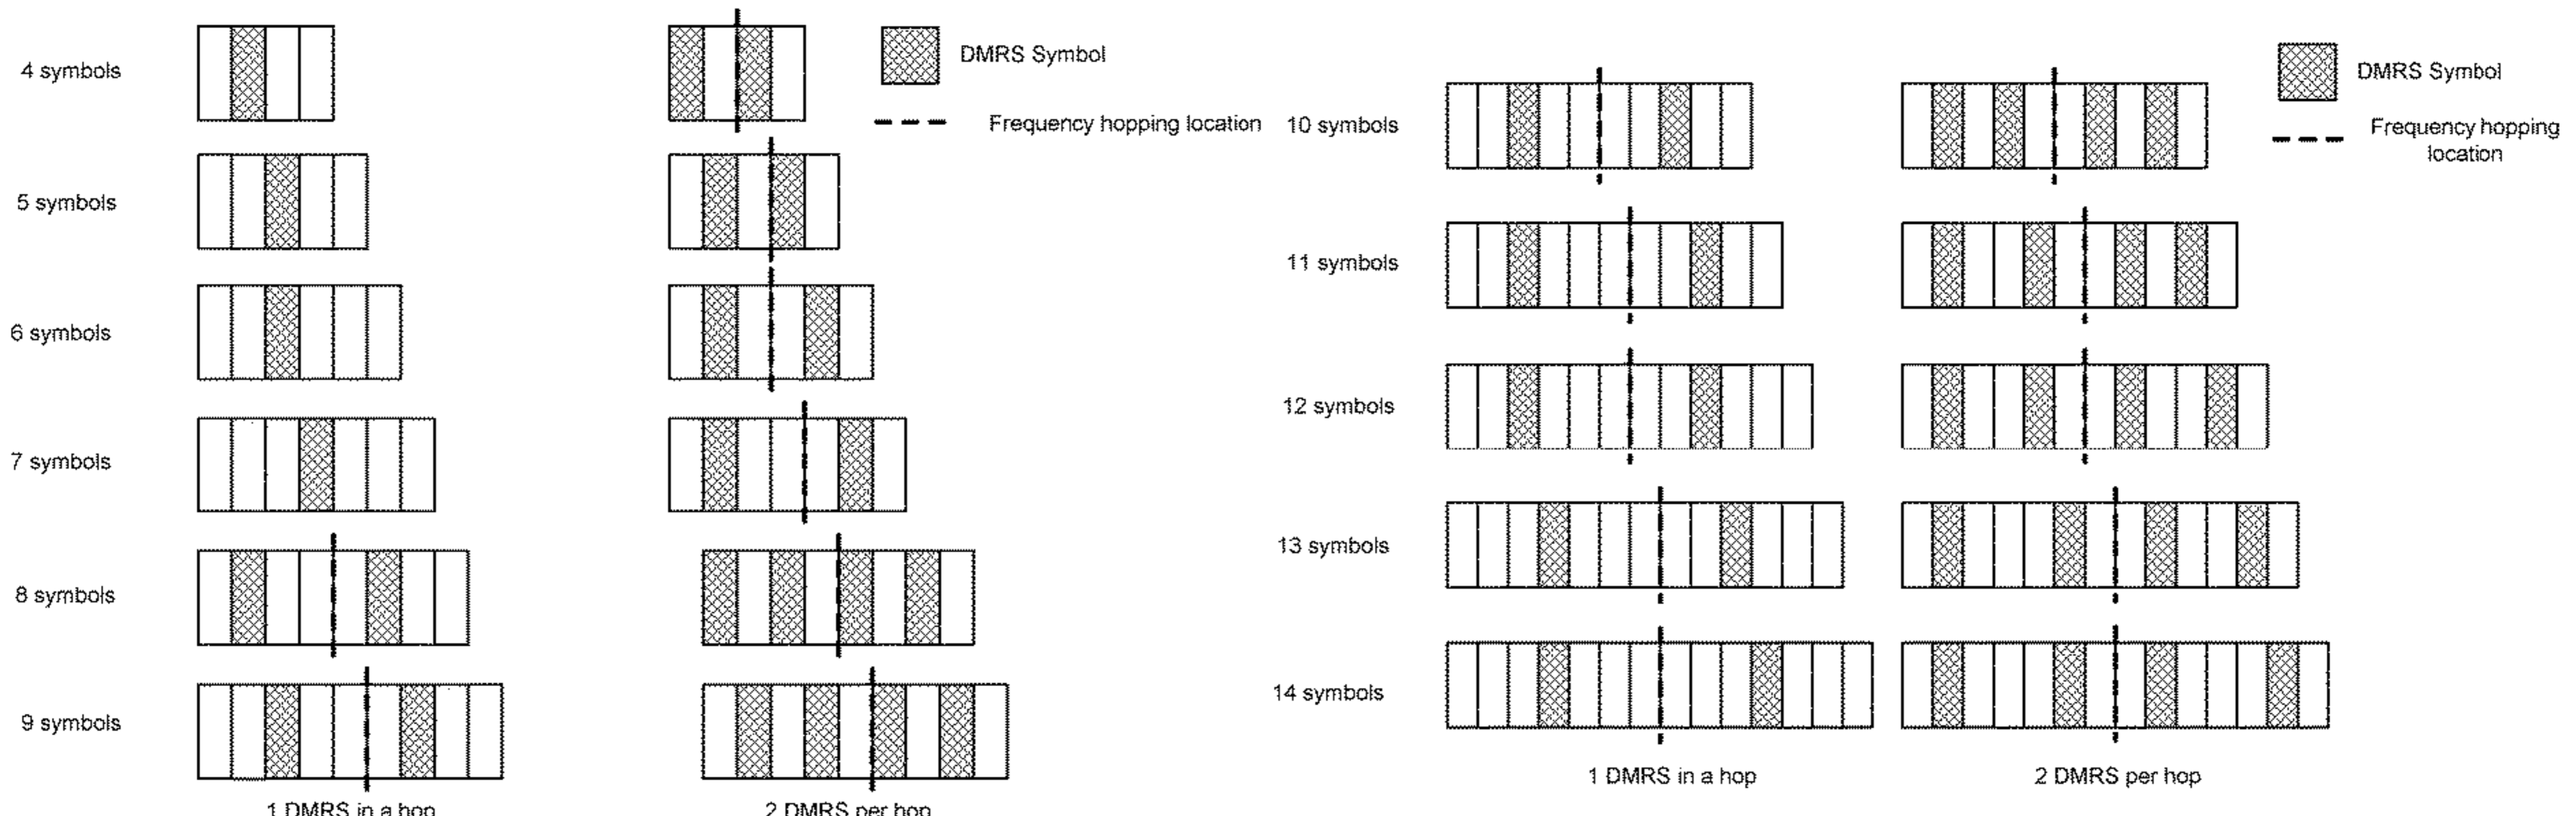 4 symbols
DMRS Symbol
Frequency hopping location
5 symbols
6 symbols
7 symbols
8 symbols
9 symbols
1 DMRS in a hop
2 DMRS per hop
DMRS Symbol
Frequency hopping
location
10 symbols
11 symbols
12 symbols
13 symbols
14 symbols
1 DMRS in a hop
2 DMRS per hop